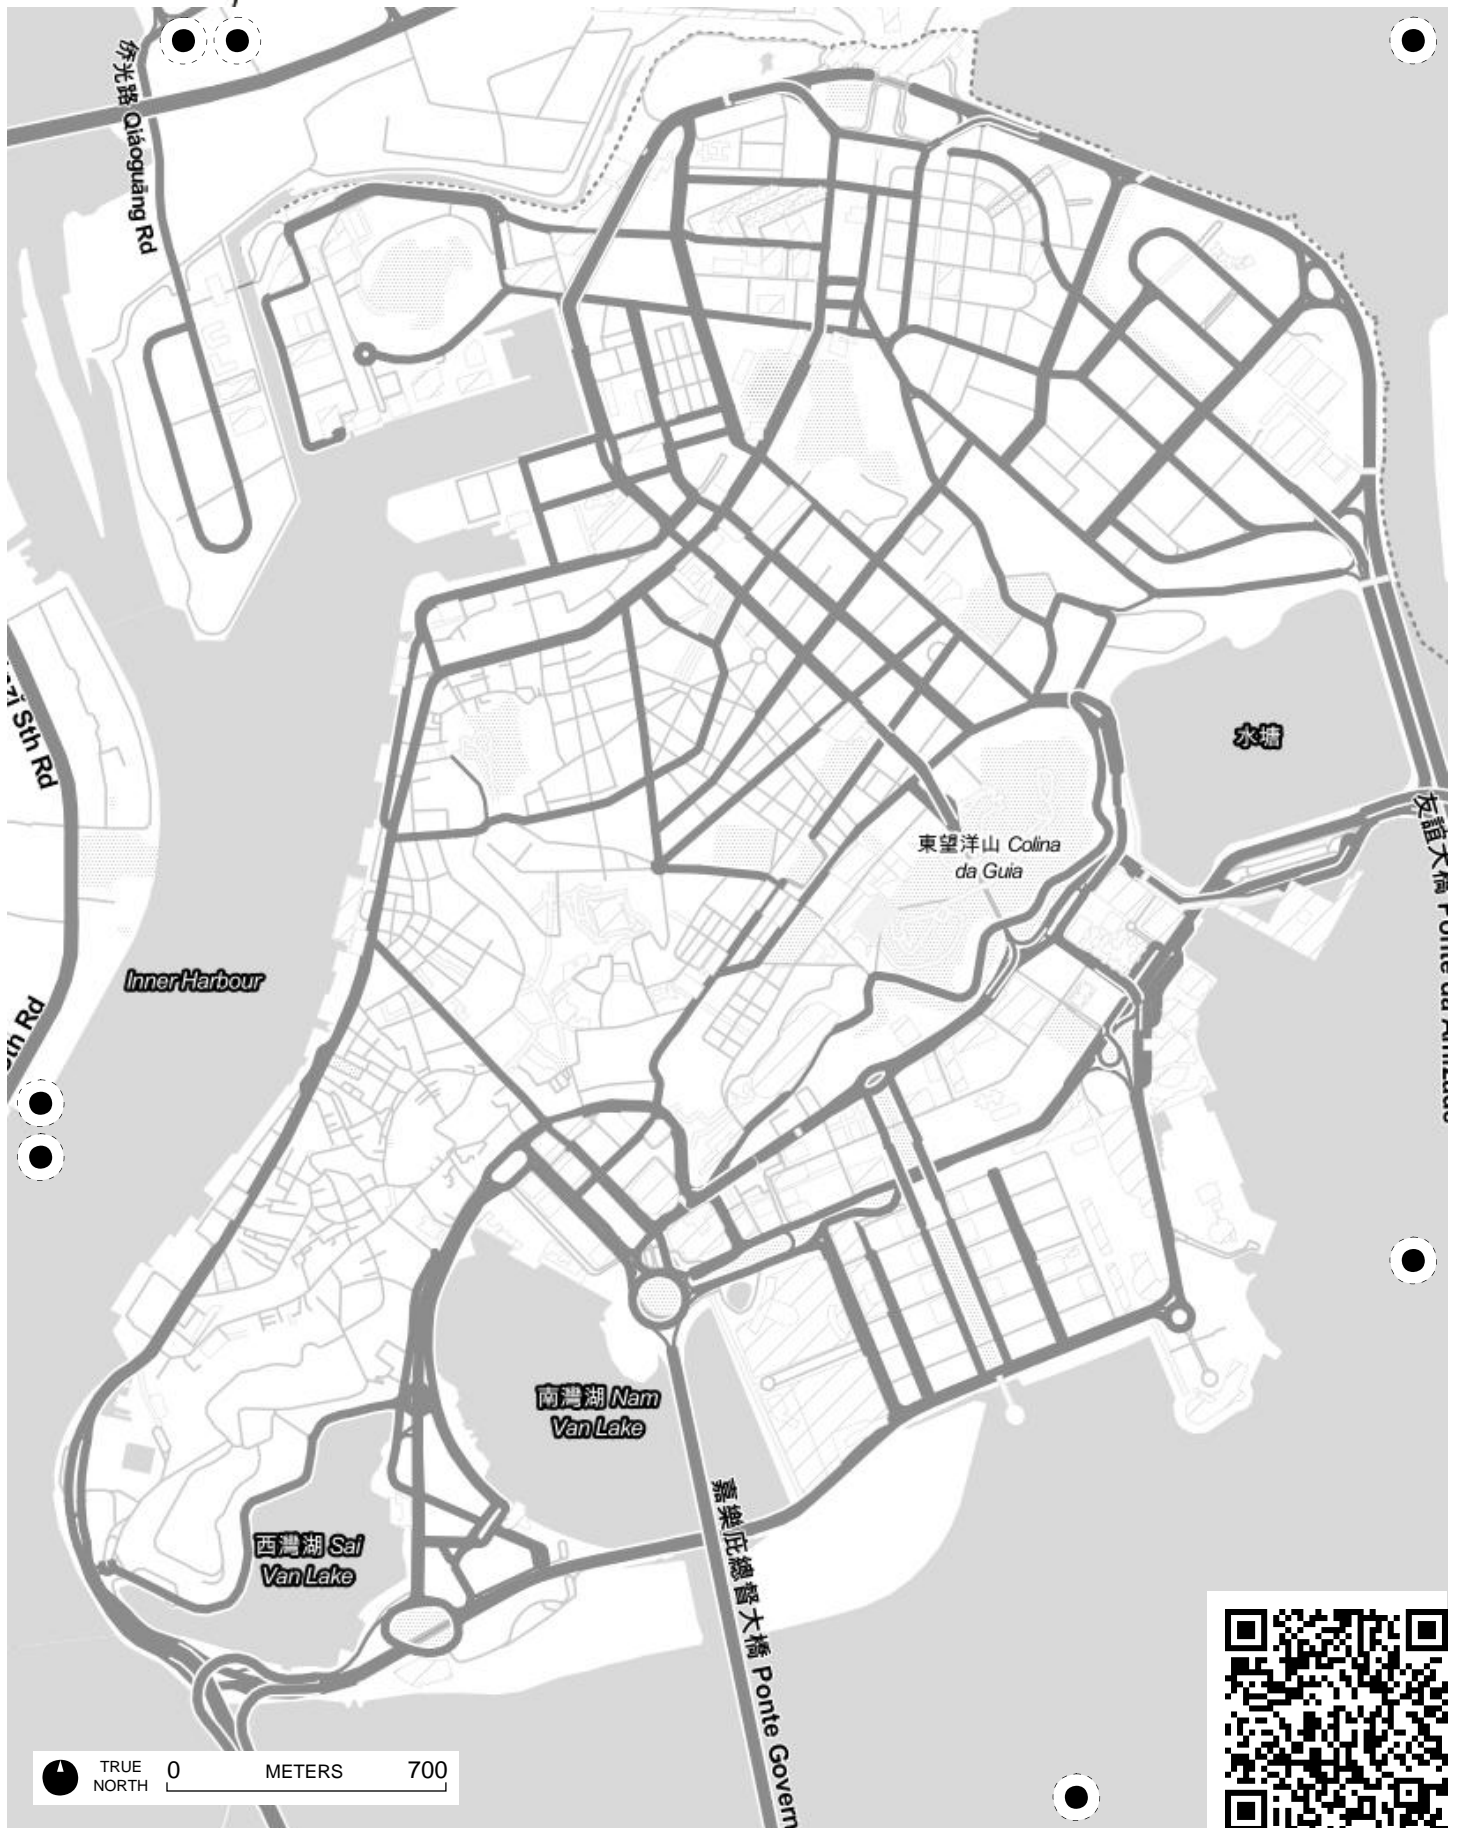 侨光路 Qiáoguāng Rd
Sth Rd
水塘
友誼大橋 Ponte da Amizade
東望洋山 Colina
da Guia
Inner Harbour
Rd
南灣湖 Nam
Van Lake
西灣湖 Sai
Van Lake
嘉樂庇總督大橋 Ponte Govern
TRUE
NORTH
0 METERS 700